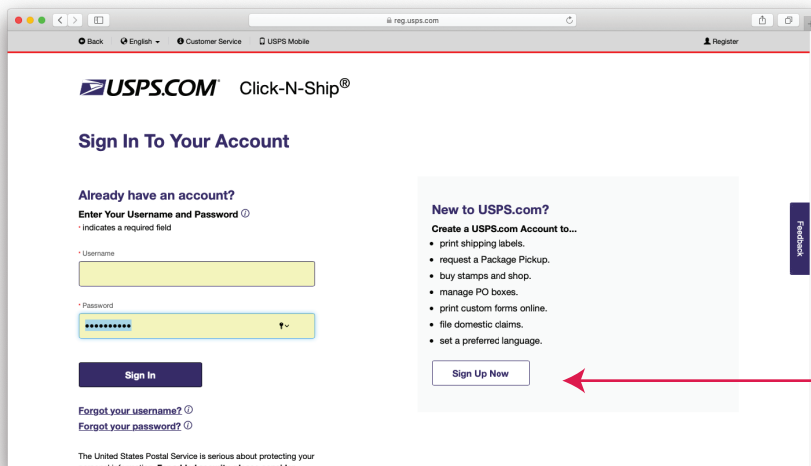 reg.usps.com
Back English Customer Service USPS Mobile Register
USPS.COM® Click-N-Ship®
Sign In To Your Account
Already have an account?
Enter Your Username and Password
* indicates a required field
* Username
* Password
••••••••••
Sign In
Forgot your username?
Forgot your password?
The United States Postal Service is serious about protecting your
New to USPS.com?
Create a USPS.com Account to...
• print shipping labels.
• request a Package Pickup.
• buy stamps and shop.
• manage PO boxes.
• print custom forms online.
• file domestic claims.
• set a preferred language.
Sign Up Now
Feedback